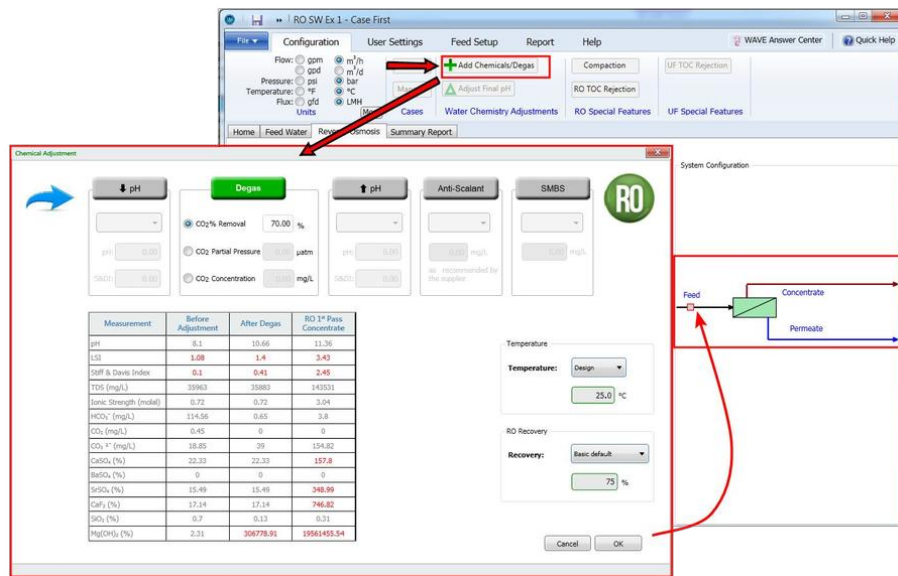 RO SW Ex 1 - Case First
File
Configuration
User Settings
Feed Setup
Report
Help
WAVE Answer Center
Quick Help
Flow: gpm m³/h
gpd m³/d
Pressure: psi bar
Temperature: °F °C
Flux: gfd LMH
Units
Cases
Add Chemicals/Degas
Adjust Final pH
Water Chemistry Adjustments
Compaction
RO TOC Rejection
RO Special Features
UF TOC Rejection
UF Special Features
Home Feed Water Reverse Osmosis Summary Report
Chemical Adjustment
pH
Degas
pH
Anti-Scalant
SMBS
RO
CO₂% Removal 70.00 %
CO₂ Partial Pressure 0.00 µatm
CO₂ Concentration 0.00 mg/L
pH: 0.00
S&DI: 0.00
pH: 0.00
S&DI: 0.00
0.00 mg/L
as recommended by
the supplier.
0.00 mg/L
Measurement Before Adjustment After Degas RO 1ˢᵗ Pass Concentrate
pH 8.1 10.66 11.36
LSI 1.08 1.4 3.43
Stiff & Davis Index 0.1 0.41 2.45
TDS (mg/L) 35963 35883 143531
Ionic Strength (molal) 0.72 0.72 3.04
HCO₃⁻ (mg/L) 114.56 0.65 3.8
CO₂ (mg/L) 0.45 0 0
CO₃ ²⁻ (mg/L) 18.85 39 154.82
CaSO₄ (%) 22.33 22.33 157.8
BaSO₄ (%) 0 0 0
SrSO₄ (%) 15.49 15.49 348.99
CaF₂ (%) 17.14 17.14 746.82
SiO₂ (%) 0.7 0.13 0.31
Mg(OH)₂ (%) 2.31 306778.91 19561455.54
Temperature
Temperature: Design
25.0 °C
RO Recovery
Recovery: Basic default
75 %
Cancel
OK
System Configuration
Feed
Concentrate
Permeate